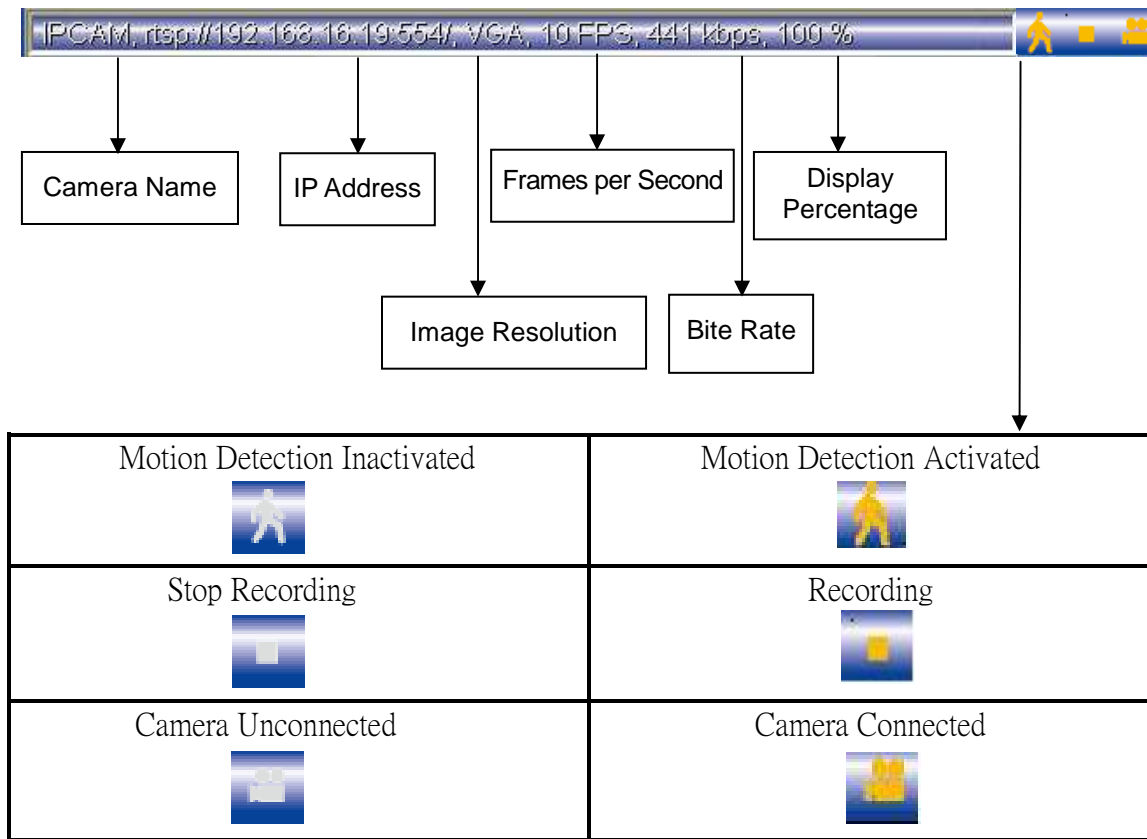 IPCAM, rtsp://192.168.16.19:554/, VGA, 10 FPS, 441 kbps, 100 %
Camera Name
IP Address
Frames per Second
Display
Percentage
Image Resolution
Bite Rate
Motion Detection Inactivated
Motion Detection Activated
Stop Recording
Recording
Camera Unconnected
Camera Connected